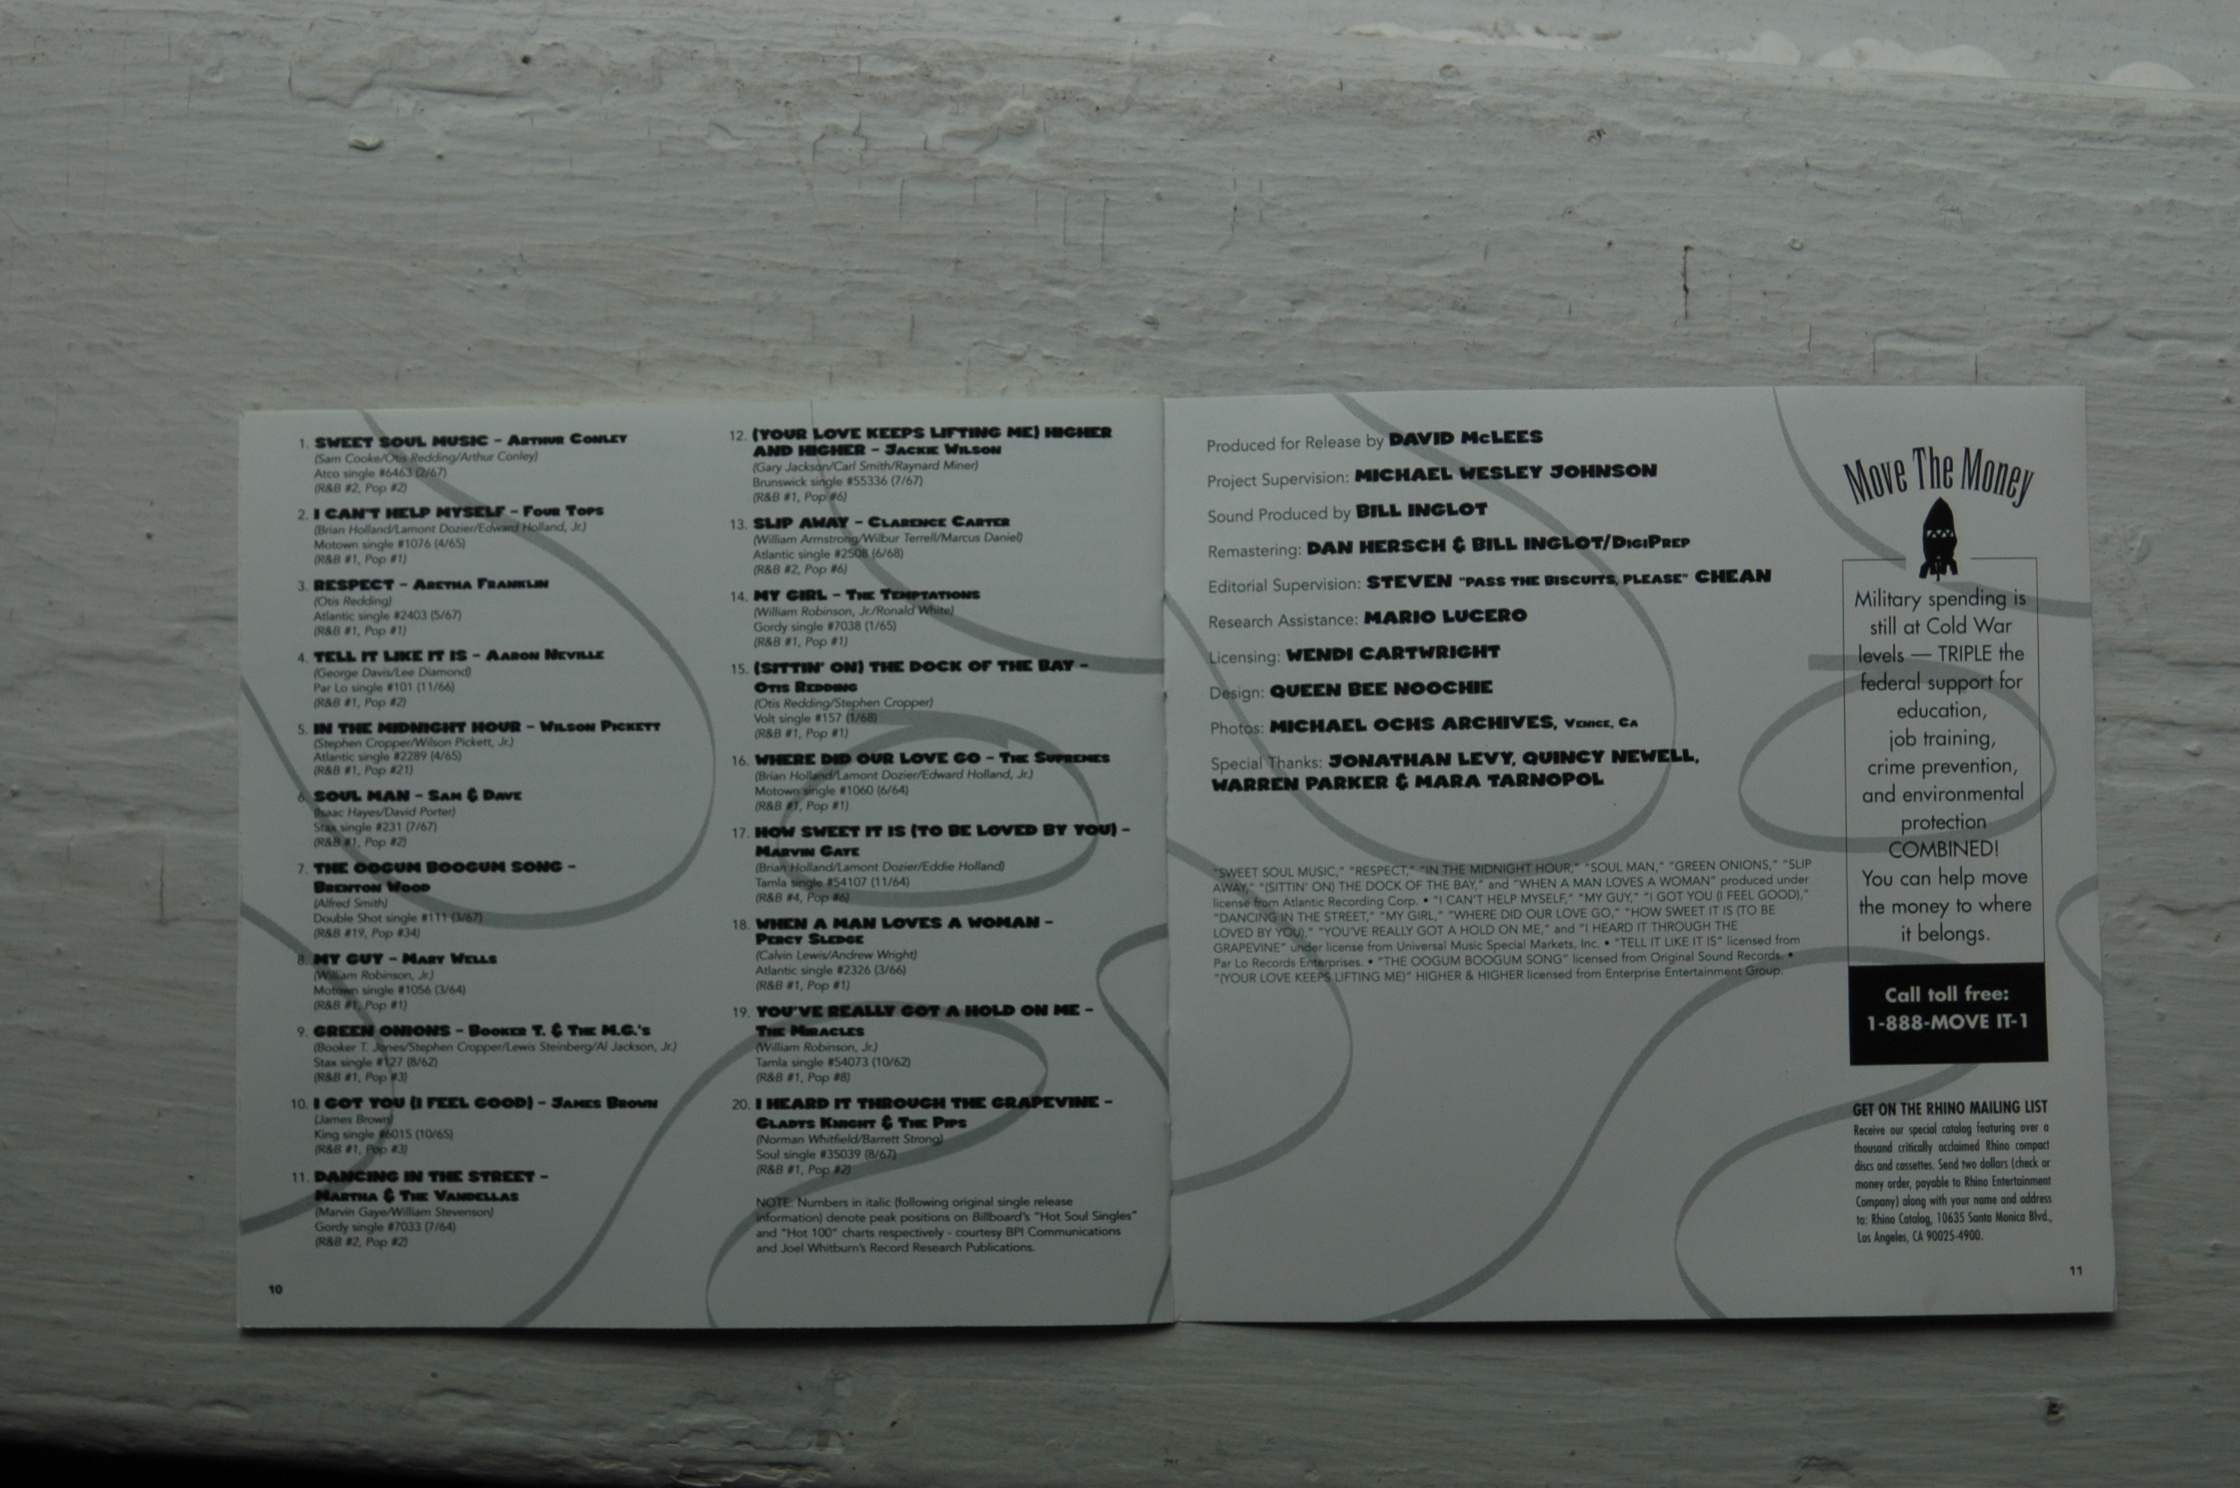 1. SWEET SOUL MUSIC – ARTHUR CONLEY
(Sam Cooke/Otis Redding/Arthur Conley)
Atco single #6463 (2/67)
(R&B #2, Pop #2)
2. I CAN'T HELP MYSELF – FOUR TOPS
(Brian Holland/Lamont Dozier/Edward Holland, Jr.)
Motown single #1076 (4/65)
(R&B #1, Pop #1)
3. RESPECT – ARETHA FRANKLIN
(Otis Redding)
Atlantic single #2403 (5/67)
(R&B #1, Pop #1)
4. TELL IT LIKE IT IS – AARON NEVILLE
(George Davis/Lee Diamond)
Par Lo single #101 (11/66)
(R&B #1, Pop #2)
5. IN THE MIDNIGHT HOUR – WILSON PICKETT
(Stephen Cropper/Wilson Pickett, Jr.)
Atlantic single #2289 (4/65)
(R&B #1, Pop #21)
6. SOUL MAN – SAM & DAVE
(Isaac Hayes/David Porter)
Stax single #231 (7/67)
(R&B #1, Pop #2)
7. THE OOGUM BOOGUM SONG –
BRENTON WOOD
(Alfred Smith)
Double Shot single #111 (3/67)
(R&B #19, Pop #34)
8. MY GUY – MARY WELLS
(William Robinson, Jr.)
Motown single #1056 (3/64)
(R&B #1, Pop #1)
9. GREEN ONIONS – BOOKER T. & THE M.G.'S
(Booker T. Jones/Stephen Cropper/Lewis Steinberg/Al Jackson, Jr.)
Stax single #127 (8/62)
(R&B #1, Pop #3)
10. I GOT YOU (I FEEL GOOD) – JAMES BROWN
(James Brown)
King single #6015 (10/65)
(R&B #1, Pop #3)
11. DANCING IN THE STREET –
MARTHA & THE VANDELLAS
(Marvin Gaye/William Stevenson)
Gordy single #7033 (7/64)
(R&B #2, Pop #2)
10
12. (YOUR LOVE KEEPS LIFTING ME) HIGHER
AND HIGHER – JACKIE WILSON
(Gary Jackson/Carl Smith/Raynard Miner)
Brunswick single #55336 (7/67)
(R&B #1, Pop #6)
13. SLIP AWAY – CLARENCE CARTER
(William Armstrong/Wilbur Terrell/Marcus Daniel)
Atlantic single #2508 (6/68)
(R&B #2, Pop #6)
14. MY GIRL – THE TEMPTATIONS
(William Robinson, Jr./Ronald White)
Gordy single #7038 (1/65)
(R&B #1, Pop #1)
15. (SITTIN' ON) THE DOCK OF THE BAY –
OTIS REDDING
(Otis Redding/Stephen Cropper)
Volt single #157 (1/68)
(R&B #1, Pop #1)
16. WHERE DID OUR LOVE GO – THE SUPREMES
(Brian Holland/Lamont Dozier/Edward Holland, Jr.)
Motown single #1060 (6/64)
(R&B #1, Pop #1)
17. HOW SWEET IT IS (TO BE LOVED BY YOU) –
MARVIN GAYE
(Brian Holland/Lamont Dozier/Eddie Holland)
Tamla single #54107 (11/64)
(R&B #4, Pop #6)
18. WHEN A MAN LOVES A WOMAN –
PERCY SLEDGE
(Calvin Lewis/Andrew Wright)
Atlantic single #2326 (3/66)
(R&B #1, Pop #1)
19. YOU'VE REALLY GOT A HOLD ON ME –
THE MIRACLES
(William Robinson, Jr.)
Tamla single #54073 (10/62)
(R&B #1, Pop #8)
20. I HEARD IT THROUGH THE GRAPEVINE –
GLADYS KNIGHT & THE PIPS
(Norman Whitfield/Barrett Strong)
Soul single #35039 (8/67)
(R&B #1, Pop #2)
NOTE: Numbers in italic (following original single release
information) denote peak positions on Billboard's "Hot Soul Singles"
and "Hot 100" charts respectively - courtesy BPI Communications
and Joel Whitburn's Record Research Publications.
Produced for Release by DAVID McLEES
Project Supervision: MICHAEL WESLEY JOHNSON
Sound Produced by BILL INGLOT
Remastering: DAN HERSCH & BILL INGLOT/DIGIPREP
Editorial Supervision: STEVEN "PASS THE BISCUITS, PLEASE" CHEAN
Research Assistance: MARIO LUCERO
Licensing: WENDI CARTWRIGHT
Design: QUEEN BEE NOOCHIE
Photos: MICHAEL OCHS ARCHIVES, VENICE, CA
Special Thanks: JONATHAN LEVY, QUINCY NEWELL,
WARREN PARKER & MARA TARNOPOL
"SWEET SOUL MUSIC," "RESPECT," "IN THE MIDNIGHT HOUR," "SOUL MAN," "GREEN ONIONS," "SLIP
AWAY," "(SITTIN' ON) THE DOCK OF THE BAY," and "WHEN A MAN LOVES A WOMAN" produced under
license from Atlantic Recording Corp. • "I CAN'T HELP MYSELF," "MY GUY," "I GOT YOU (I FEEL GOOD),"
"DANCING IN THE STREET," "MY GIRL," "WHERE DID OUR LOVE GO," "HOW SWEET IT IS (TO BE
LOVED BY YOU)," "YOU'VE REALLY GOT A HOLD ON ME," and "I HEARD IT THROUGH THE
GRAPEVINE" under license from Universal Music Special Markets, Inc. • "TELL IT LIKE IT IS" licensed from
Par Lo Records Enterprises. • "THE OOGUM BOOGUM SONG" licensed from Original Sound Records. •
"(YOUR LOVE KEEPS LIFTING ME)" HIGHER & HIGHER licensed from Enterprise Entertainment Group.
Move The Money
Military spending is
still at Cold War
levels — TRIPLE the
federal support for
education,
job training,
crime prevention,
and environmental
protection
COMBINED!
You can help move
the money to where
it belongs.
Call toll free:
1-888-MOVE IT-1
GET ON THE RHINO MAILING LIST
Receive our special catalog featuring over a
thousand critically acclaimed Rhino compact
discs and cassettes. Send two dollars (check or
money order, payable to Rhino Entertainment
Company) along with your name and address
to: Rhino Catalog, 10635 Santa Monica Blvd.,
Los Angeles, CA 90025-4900.
11